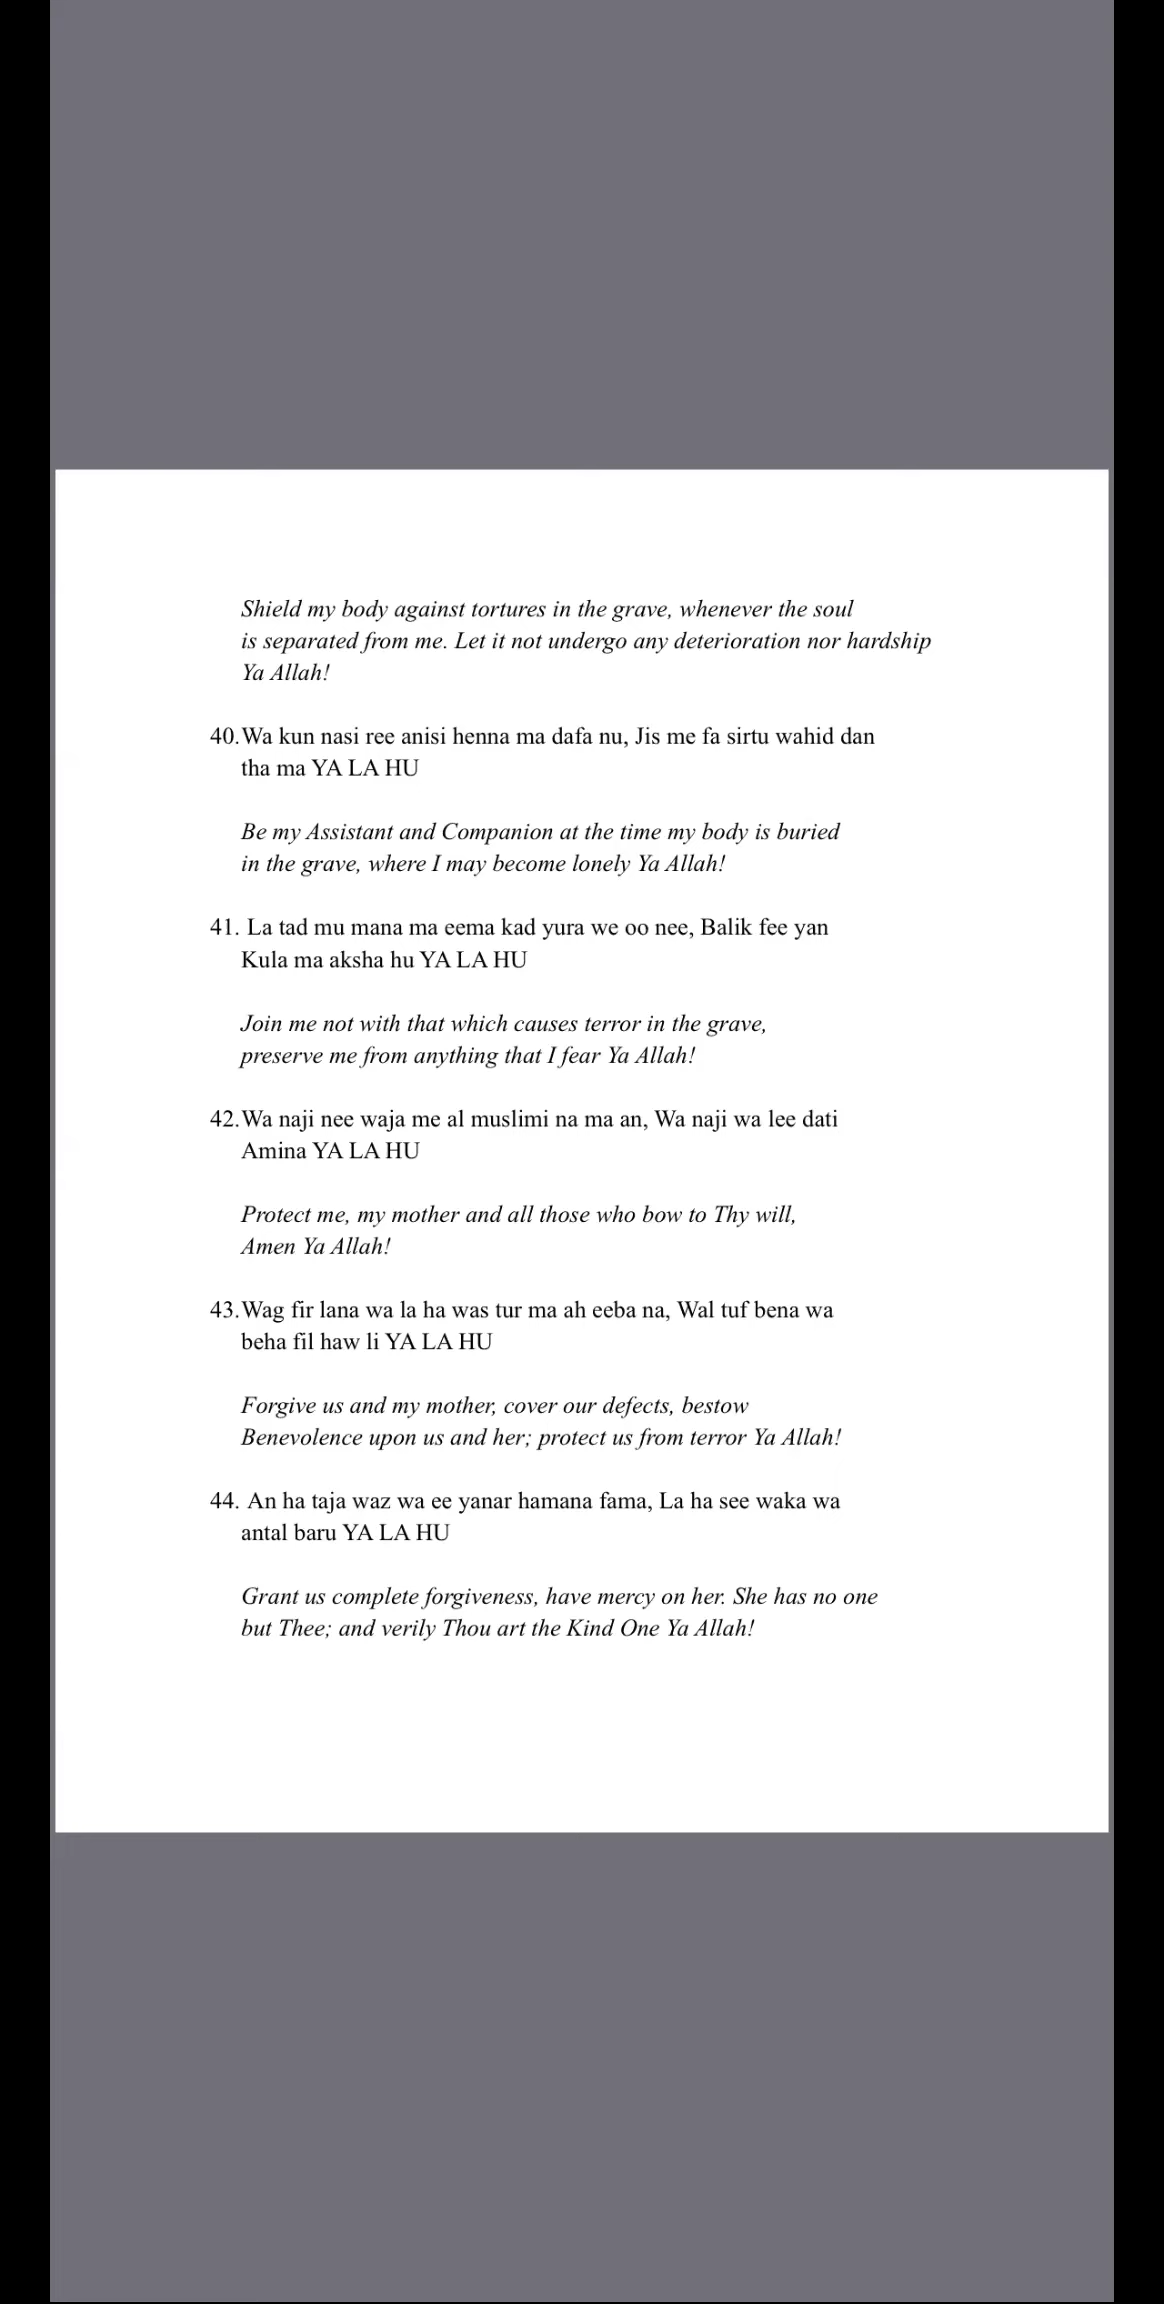 Shield my body against tortures in the grave, whenever the soul
is separated from me. Let it not undergo any deterioration nor hardship
Ya Allah!
40.Wa kun nasi ree anisi henna ma dafa nu, Jis me fa sirtu wahid dan
tha ma YA LA HU
Be my Assistant and Companion at the time my body is buried
in the grave, where I may become lonely Ya Allah!
41. La tad mu mana ma eema kad yura we oo nee, Balik fee yan
Kula ma aksha hu YA LA HU
Join me not with that which causes terror in the grave,
preserve me from anything that I fear Ya Allah!
42.Wa naji nee waja me al muslimi na ma an, Wa naji wa lee dati
Amina YA LA HU
Protect me, my mother and all those who bow to Thy will,
Amen Ya Allah!
43.Wag fir lana wa la ha was tur ma ah eeba na, Wal tuf bena wa
beha fil haw li YA LA HU
Forgive us and my mother, cover our defects, bestow
Benevolence upon us and her; protect us from terror Ya Allah!
44. An ha taja waz wa ee yanar hamana fama, La ha see waka wa
antal baru YA LA HU
Grant us complete forgiveness, have mercy on her. She has no one
but Thee; and verily Thou art the Kind One Ya Allah!